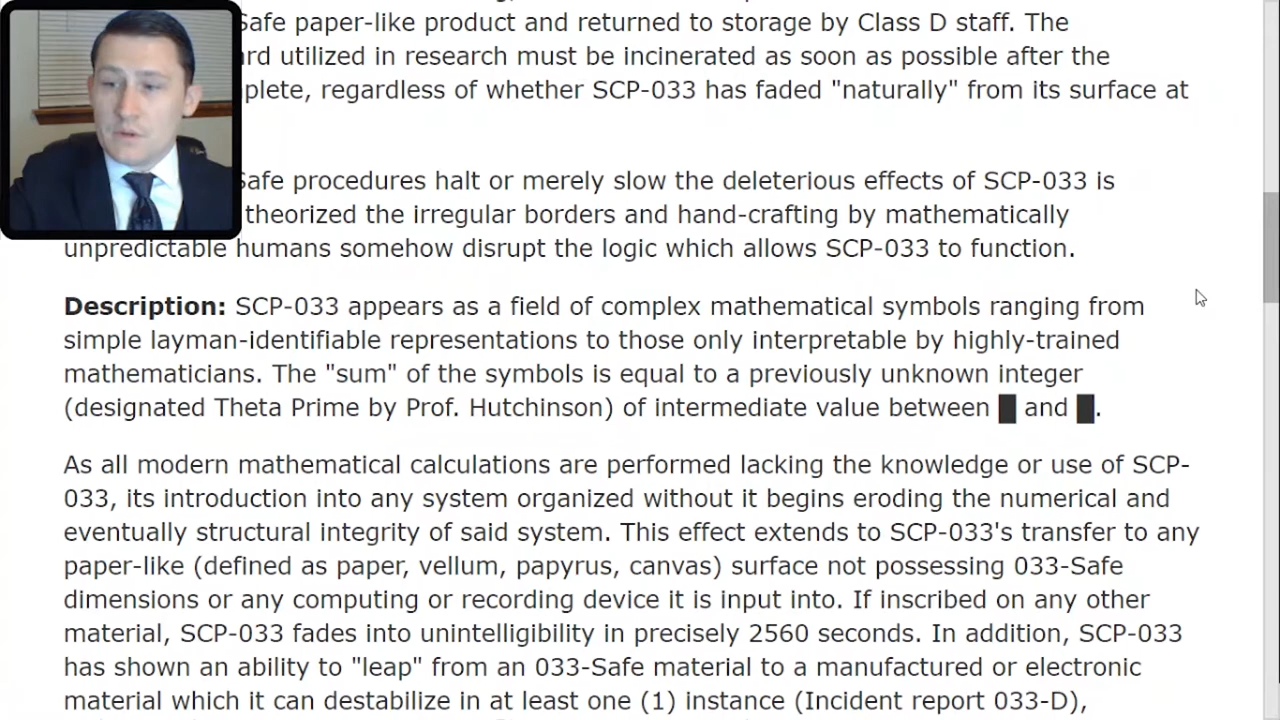 Safe paper-like product and returned to storage by Class D staff. The
rd utilized in research must be incinerated as soon as possible after the
plete, regardless of whether SCP-033 has faded "naturally" from its surface at
Safe procedures halt or merely slow the deleterious effects of SCP-033 is
theorized the irregular borders and hand-crafting by mathematically
unpredictable humans somehow disrupt the logic which allows SCP-033 to function.
Description: SCP-033 appears as a field of complex mathematical symbols ranging from
simple layman-identifiable representations to those only interpretable by highly-trained
mathematicians. The "sum" of the symbols is equal to a previously unknown integer
(designated Theta Prime by Prof. Hutchinson) of intermediate value between █ and █.
As all modern mathematical calculations are performed lacking the knowledge or use of SCP-
033, its introduction into any system organized without it begins eroding the numerical and
eventually structural integrity of said system. This effect extends to SCP-033's transfer to any
paper-like (defined as paper, vellum, papyrus, canvas) surface not possessing 033-Safe
dimensions or any computing or recording device it is input into. If inscribed on any other
material, SCP-033 fades into unintelligibility in precisely 2560 seconds. In addition, SCP-033
has shown an ability to "leap" from an 033-Safe material to a manufactured or electronic
material which it can destabilize in at least one (1) instance (Incident report 033-D),